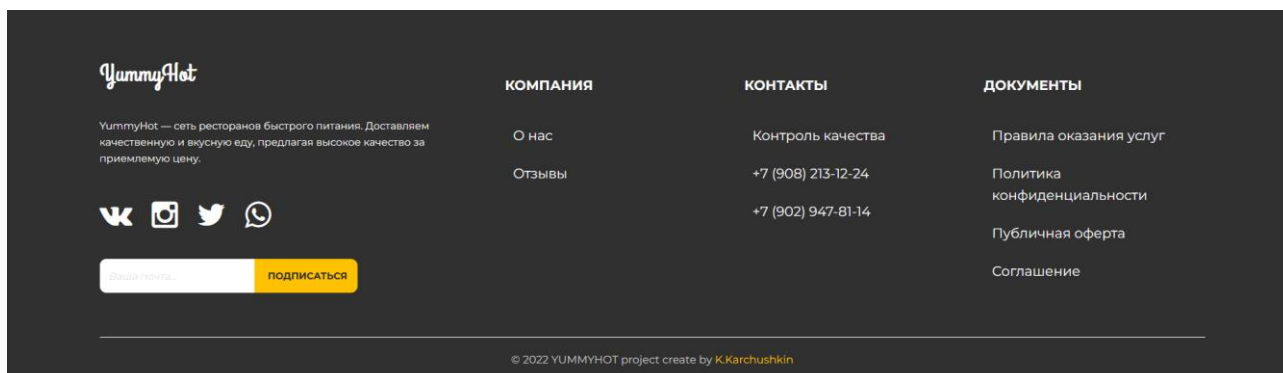 YummyHot
YummyHot — сеть ресторанов быстрого питания. Доставляем
качественную и вкусную еду, предлагая высокое качество за
приемлемую цену.
Ваша почта...
ПОДПИСАТЬСЯ
КОМПАНИЯ
О нас
Отзывы
КОНТАКТЫ
Контроль качества
+7 (908) 213-12-24
+7 (902) 947-81-14
ДОКУМЕНТЫ
Правила оказания услуг
Политика
конфиденциальности
Публичная оферта
Соглашение
© 2022 YUMMYHOT project create by K.Karchushkin